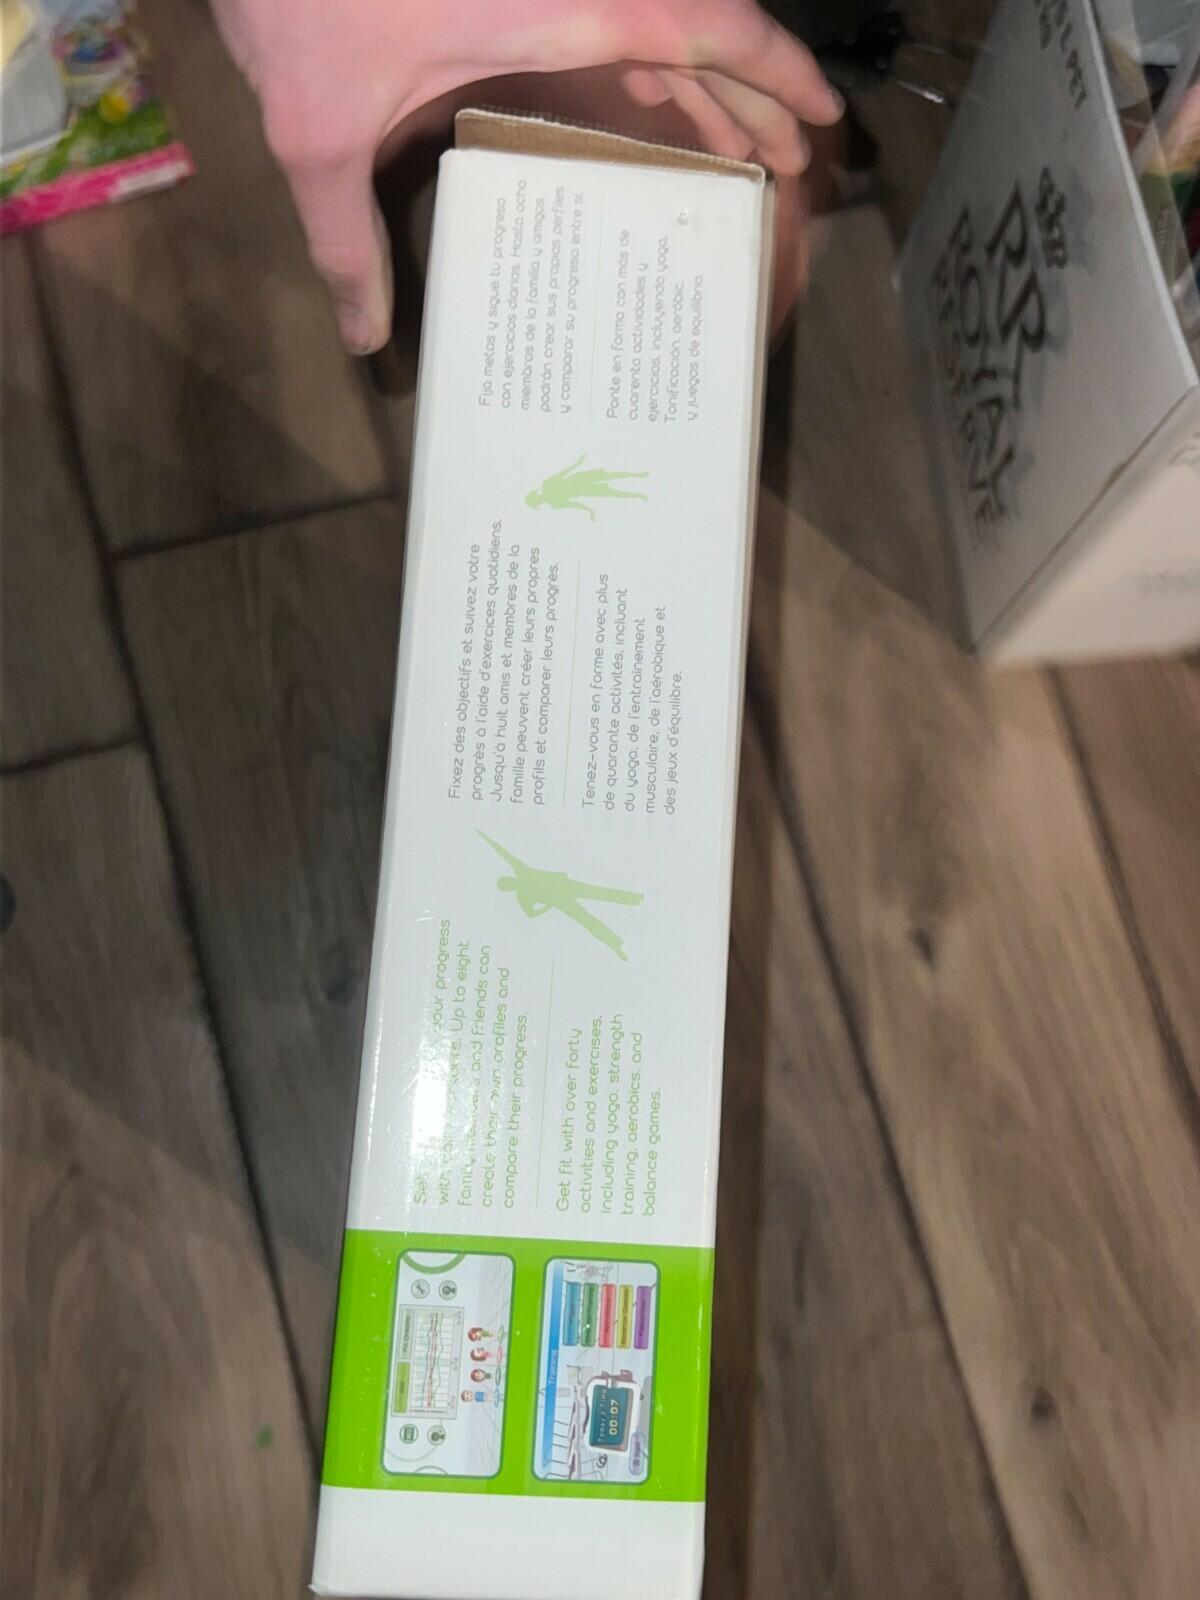 Fija metas y sigue tu progreso
con ejercicios diarios. Hasta ocho
miembros de la familia y amigos
podrán crear sus propios perfiles
y comparar su progreso entre sí.
Ponte en forma con más de
cuarenta actividades y
ejercicios, incluyendo yoga,
Tonificación, aerobic,
y juegos de equilibrio.
Fixez des objectifs et suivez votre
progrès à l'aide d'exercices quotidiens.
Jusqu'à huit amis et membres de la
famille peuvent créer leurs propres
profils et comparer leurs progrès.
Tenez-vous en forme avec plus
de quarante activités, incluant
du yoga, de l'entraînement
musculaire, de l'aérobique et
des jeux d'équilibre.
your progress
with workouts. Up to eight
family members and friends can
create their own profiles and
compare their progress.
Get fit with over forty
activities and exercises,
including yoga, strength
training, aerobics, and
balance games.
Training
00:07